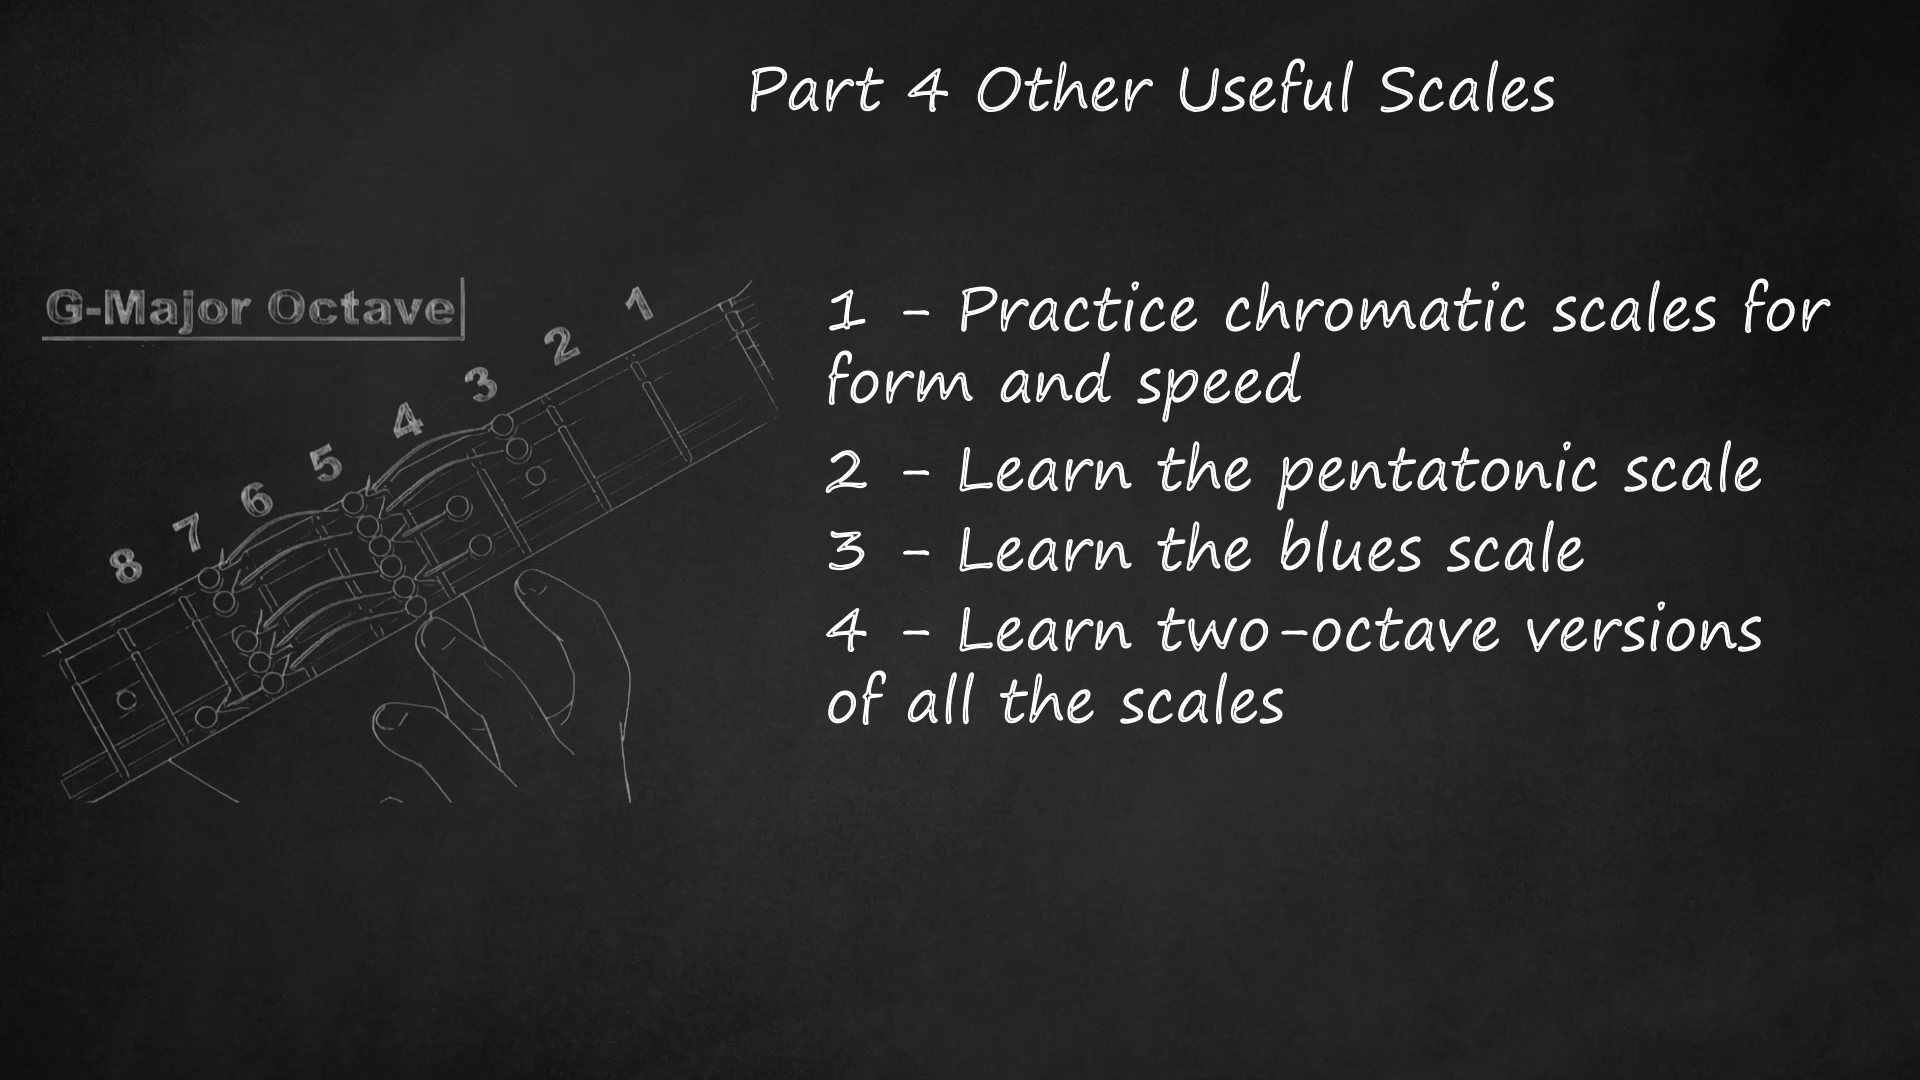 Part 4 Other Useful Scales
G-Major Octave
1
2
3
4
5
6
7
8
1 - Practice chromatic scales for
form and speed
2 - Learn the pentatonic scale
3 - Learn the blues scale
4 - Learn two-octave versions
of all the scales